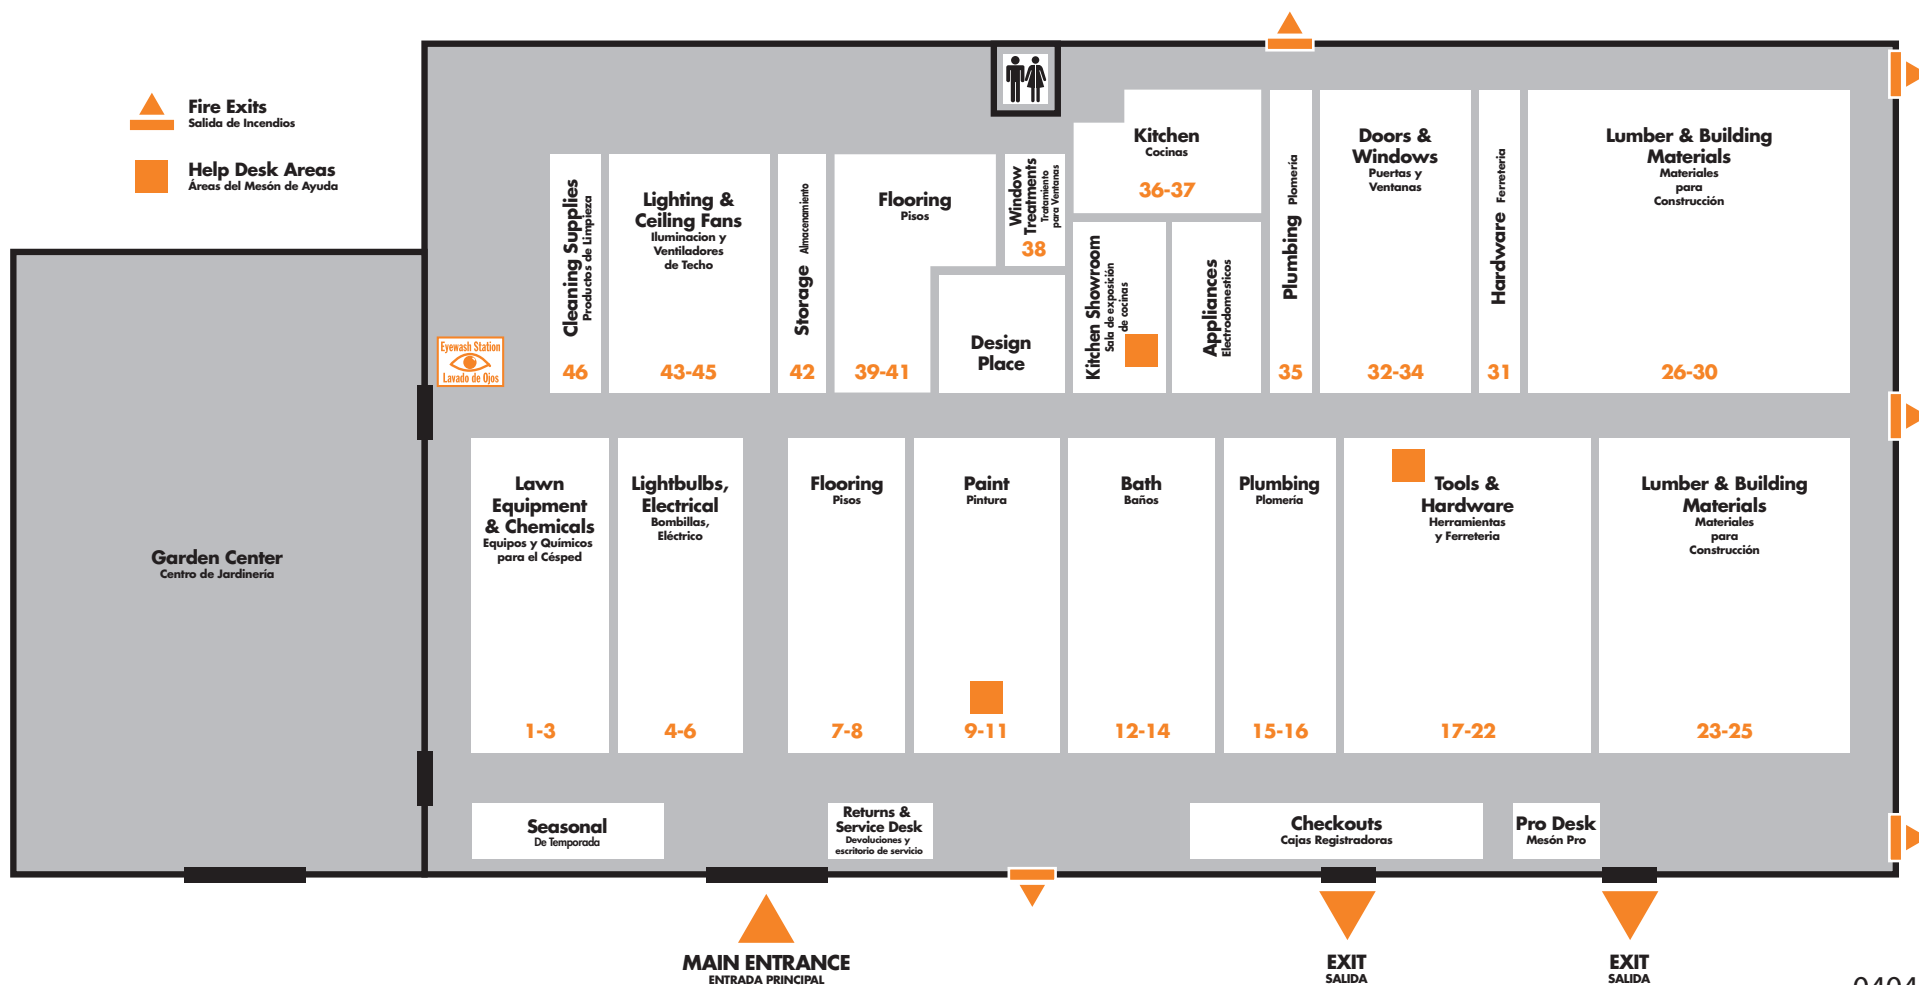 Fire Exits
Salida de Incendios
Help Desk Areas
Áreas del Mesón de Ayuda
Garden Center
Centro de Jardinería
Eyewash Station
Lavado de Ojos
Cleaning Supplies
Productos de Limpieza
46
Lighting &
Ceiling Fans
Iluminacion y
Ventiladores
de Techo
43-45
Storage Almacenamiento
42
Flooring
Pisos
39-41
Window
Treatments
Tratamiento
para Ventanas
38
Design
Place
Kitchen
Cocinas
36-37
Kitchen Showroom
Sala de exposición
de cocinas
Appliances
Electrodomesticos
Plumbing Plomería
35
Doors &
Windows
Puertas y
Ventanas
32-34
Hardware Ferreteria
31
Lumber & Building
Materials
Materiales
para
Construcción
26-30
Lawn
Equipment
& Chemicals
Equipos y Químicos
para el Césped
1-3
Lightbulbs,
Electrical
Bombillas,
Eléctrico
4-6
Flooring
Pisos
7-8
Paint
Pintura
9-11
Bath
Baños
12-14
Plumbing
Plomería
15-16
Tools &
Hardware
Herramientas
y Ferreteria
17-22
Lumber & Building
Materials
Materiales
para
Construcción
23-25
Seasonal
De Temporada
Returns &
Service Desk
Devoluciones y
escritorio de servicio
Checkouts
Cajas Registradoras
Pro Desk
Mesón Pro
MAIN ENTRANCE
ENTRADA PRINCIPAL
EXIT
SALIDA
EXIT
SALIDA
0404